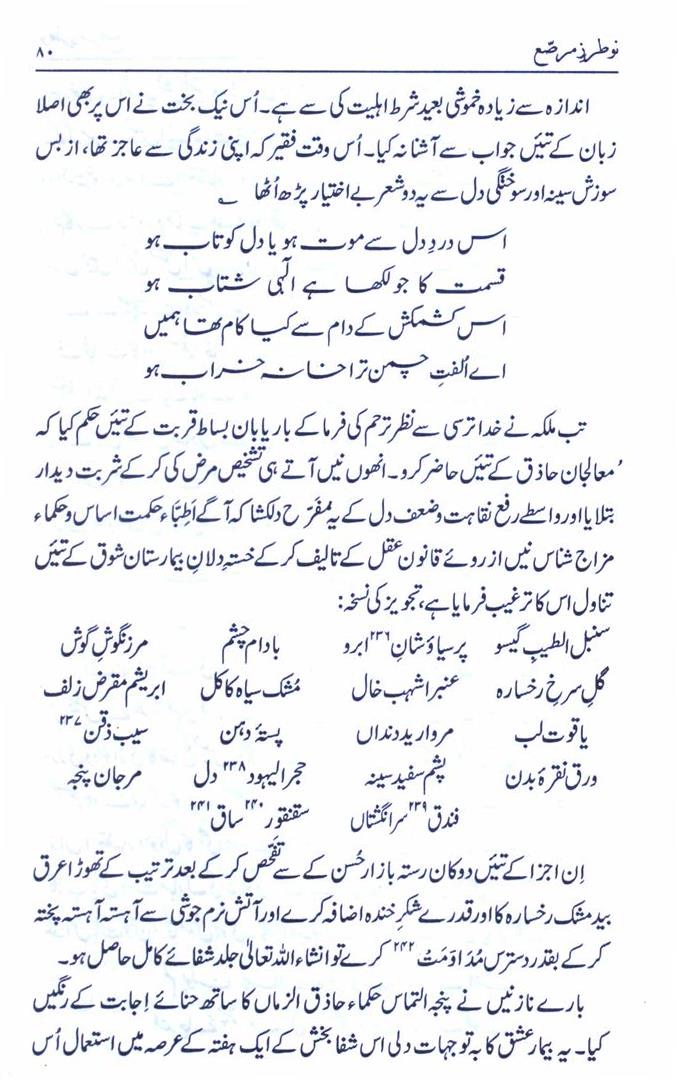 نو طرزِ مرصّع
۸۰
اندازہ سے زیادہ خموشی بعید شرط اہلیت کی سے ہے۔ اُس نیک بخت نے اس پر بھی اصلا
زبان کے تئیں جواب سے آشنا نہ کیا۔ اُس وقت فقیر کہ اپنی زندگی سے عاجز تھا، از بس
سوزش سینہ اور سوختگی دل سے یہ دو شعر بے اختیار پڑھ اُٹھا ؎
اس دردِ دل سے موت ہو یا دل کو تاب ہو
قسمت کا جو لکھا ہے الٰہی شتاب ہو
اس کشمکش کے دام سے کیا کام تھا ہمیں
اے اُلفتِ چمن ترا خانہ خراب ہو
تب ملکہ نے خدا ترسی سے نظر ترحم کی فرما کے باریابان بساط قربت کے تئیں حکم کیا کہ
'معالجان حاذق کے تئیں حاضر کرو۔ انھوں نیں آتے ہی تشخیص مرض کی کر کے شربت دیدار
بتلایا اور واسطے رفع نقاہت و ضعف دل کے یہ مُفرّح دلکشا کہ آگے اَطِبَّاء حکمت اساس و حکماء
مزاج شناس نیں از روئے قانون عقل کے تالیف کر کے خستہ دلانِ بیمارستان شوق کے تئیں
تناول اس کا ترغیب فرمایا ہے، تجویز کی نسخہ:
سنبل الطیبِ گیسو پر سیاؤشانِ ۲۳۶ ابرو بادام چشم مرزنگوشِ گوش
گلِ سرخِ رخسارہ عنبر اشہب خال مُشک سیاہ کاکل ابریشم مقرض زلف
یاقوت لب مروارید دنداں پستۂ دہن سیب ذقن ۲۳۷
ورق نقرۂ بدن پشم سفید سینہ حجر الیہود ۲۳۸ دل مرجان پنجہ
فندق ۲۳۹ سر انگشتاں سقنقور ۲۴۰ ساق ۲۴۱
اِن اجزا کے تئیں دوکان رستہ بازار حُسن کے سے تَفَحّص کر کے بعد ترتیب کے تھوڑا عرق
بید مشک رخسارہ کا اور قدرے شکرِ خندہ اضافہ کرے اور آتش نرم جوشی سے آہستہ آہستہ پختہ
کر کے بقدر دسترس مُدَاوَمَتْ ۲۴۲ کرے تو انشاء اللہ تعالیٰ جلد شفائے کامل حاصل ہو۔
بارے نازنیں نے پنجہ التماس حکماء حاذق الزماں کا ساتھ حنائے اِجابت کے رنگیں
کیا۔ یہ بیمار عشق کا بہ توجہات دلی اس شفا بخش کے ایک ہفتہ کے عرصہ میں استعمال اُس